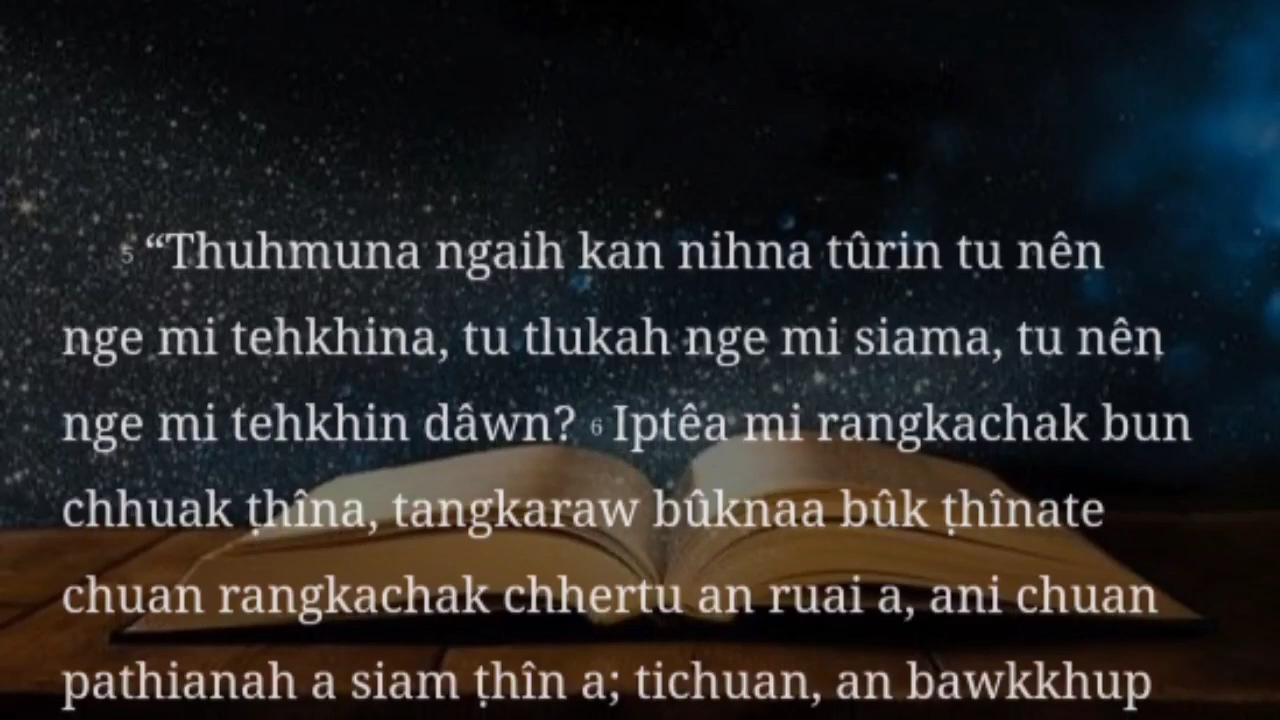 5 “Thuhmuna ngaih kan nihna tûrin tu nên
nge mi tehkhina, tu tlukah nge mi siama, tu nên
nge mi tehkhin dâwn? 6 Iptêa mi rangkachak bun
chhuak ṭhîna, tangkaraw bûknaa bûk ṭhînate
chuan rangkachak chhertu an ruai a, ani chuan
pathianah a siam ṭhîn a; tichuan, an bawkkhup